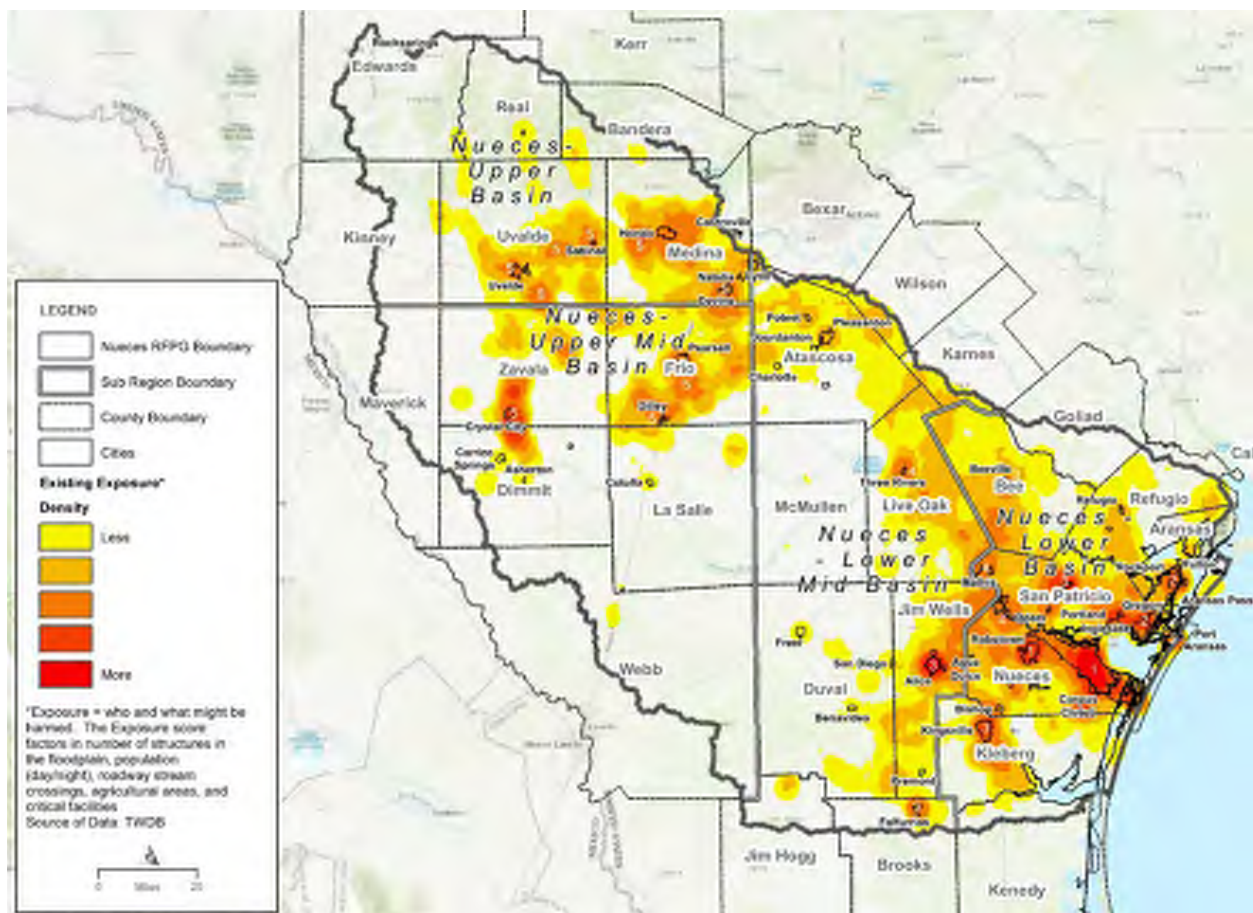 Rocksprings
Kerr
Edwards
Real
Bandera
Nueces-
Upper
Basin
Bexar
Castroville
Kinney
Uvalde
Sabinal
Hondo
Medina
Wilson
Uvalde
Natalia
Lytle
Devine
Nueces-
Upper Mid
Basin
Poteet
Pleasanton
Jourdanton
Pearsall
Atascosa
Karnes
Zavala
Frio
Charlotte
Maverick
Dilley
Goliad
Crystal City
Carrizo
Springs
Asherton
Dimmit
Cotulla
La Salle
McMullen
Three Rivers
Live Oak
Beeville
Bee
Refugio
Refugio
Aransas
Nueces
- Lower
Mid Basin
Nueces
Lower
Basin
Mathis
Rockport
San Patricio
Jim Wells
Portland
Gregory
Aransas Pass
Ingleside
Port
Aransas
Freer
Robstown
San Diego
Webb
Alice
Agua
Dulce
Nueces
Duval
Corpus
Christi
Benavides
Bishop
Kingsville
Kleberg
Premont
Falfurrias
Jim Hogg
Brooks
Kenedy
LEGEND
Nueces RFPG Boundary
Sub Region Boundary
County Boundary
Cities
Existing Exposure*
Density
Less
More
*Exposure = who and what might be
harmed. The Exposure score
factors in number of structures in
the floodplain, population
(day/night), roadway stream
crossings, agricultural areas, and
critical facilities
Source of Data: TWDB
0 Miles 20